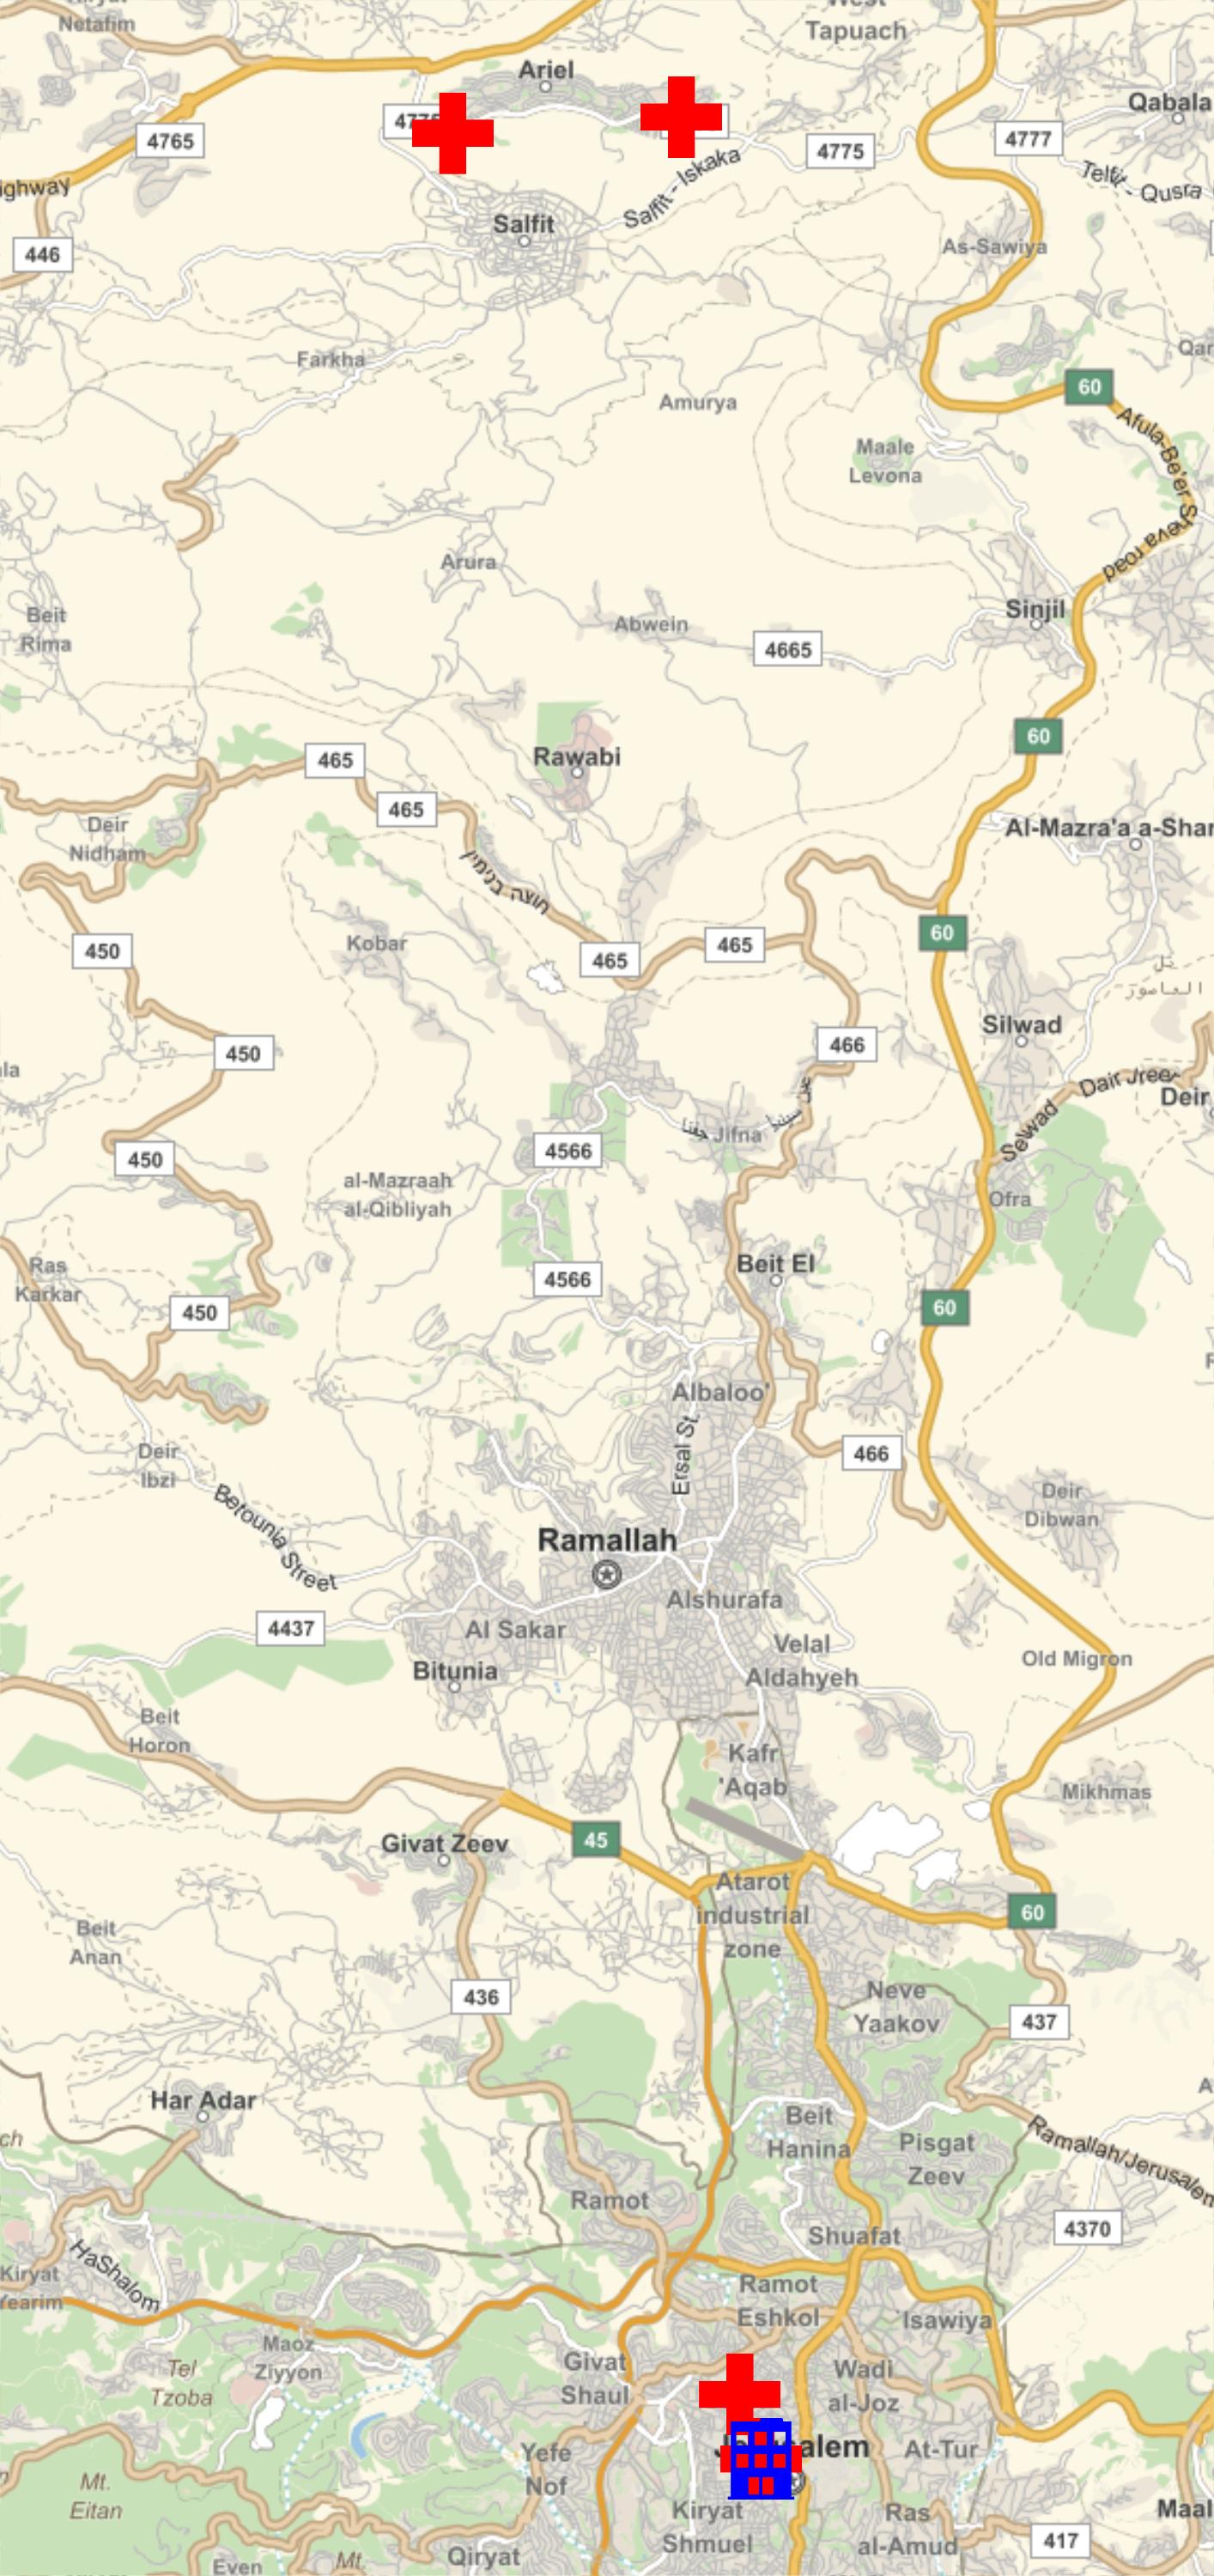 Netafim
West
Tapuach
Ariel
Qabala
4765
4775
4777
Telfit - Qusra
ighway
Salfit - Iskaka
Salfit
446
As-Sawiya
Qar
Farkha
60
Amurya
Afula-Be'er Sheva road
Maale
Levona
Arura
Beit
Rima
Abwein
Sinjil
4665
60
Rawabi
465
465
Deir
Nidham
Al-Mazra'a a-Shar
חוצה בנימין
60
Kobar
450
465
465
تل
العاصور
Silwad
450
466
la
Dair Jreer
Deir
Selwad
جفنا
Jifna
عين سينيا
4566
450
al-Mazraah
al-Qibliyah
Ofra
Ras
Karkar
Beit El
4566
60
450
Albaloo'
Ersal St.
Deir
Ibzi
466
Deir
Dibwan
Betounia Street
Ramallah
Alshurafa
4437
Al Sakar
Velal
Aldahyeh
Old Migron
Bitunia
Beit
Horon
Kafr
'Aqab
Mikhmas
45
Givat Zeev
Atarot
industrial
zone
60
Beit
Anan
436
Neve
Yaakov
437
Har Adar
Beit
Hanina
Pisgat
Zeev
Ramallah/Jerusalem
ch
Ramot
4370
Shuafat
HaShalom
Kiryat
Yearim
Ramot
Eshkol
Isawiya
Maoz
Ziyyon
Tel
Tzoba
Givat
Shaul
Wadi
al-Joz
alem
At-Tur
Yefe
Nof
Mt.
Eitan
Kiryat
Shmuel
Ras
al-Amud
Maal
417
Qiryat
Even
Mt.